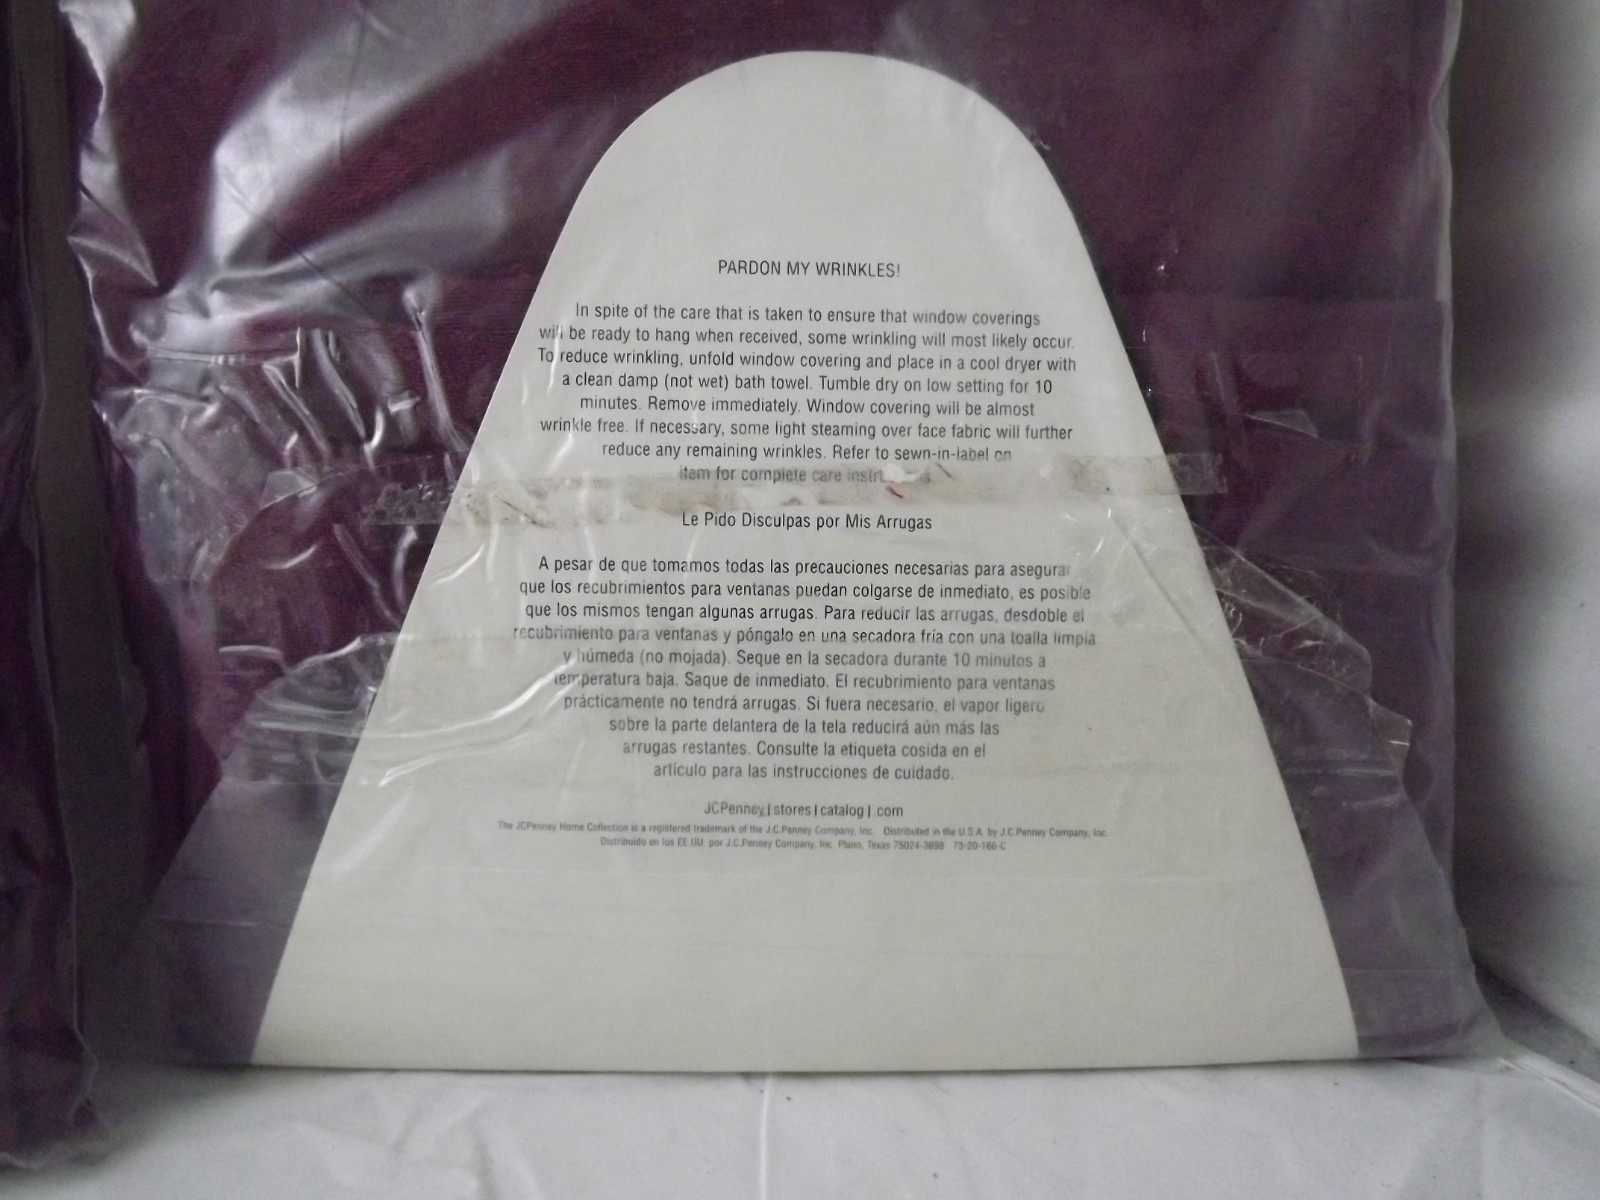 PARDON MY WRINKLES!
In spite of the care that is taken to ensure that window coverings
will be ready to hang when received, some wrinkling will most likely occur.
To reduce wrinkling, unfold window covering and place in a cool dryer with
a clean damp (not wet) bath towel. Tumble dry on low setting for 10
minutes. Remove immediately. Window covering will be almost
wrinkle free. If necessary, some light steaming over face fabric will further
reduce any remaining wrinkles. Refer to sewn-in-label on
item for complete care
Le Pido Disculpas por Mis Arrugas
A pesar de que tomamos todas las precauciones necesarias para asegurar
que los recubrimientos para ventanas puedan colgarse de inmediato, es posible
que los mismos tengan algunas arrugas. Para reducir las arrugas, desdoble el
recubrimiento para ventanas y póngalo en una secadora fría con una toalla limpia
y húmeda (no mojada). Seque en la secadora durante 10 minutos a
temperatura baja. Saque de inmediato. El recubrimiento para ventanas
prácticamente no tendrá arrugas. Si fuera necesario, el vapor ligero
sobre la parte delantera de la tela reducirá aún más las
arrugas restantes. Consulte la etiqueta cosida en el
artículo para las instrucciones de cuidado.
JCPenney | stores | catalog | .com
The JCPenney Home Collection is a registered trademark of the J.C.Penney Company, Inc. Distributed in the U.S.A. by J.C.Penney Company, Inc.
Distribuido en los EE.UU. por J.C.Penney Company, Inc. Plano, Texas 75024-3698 73-20-166-C